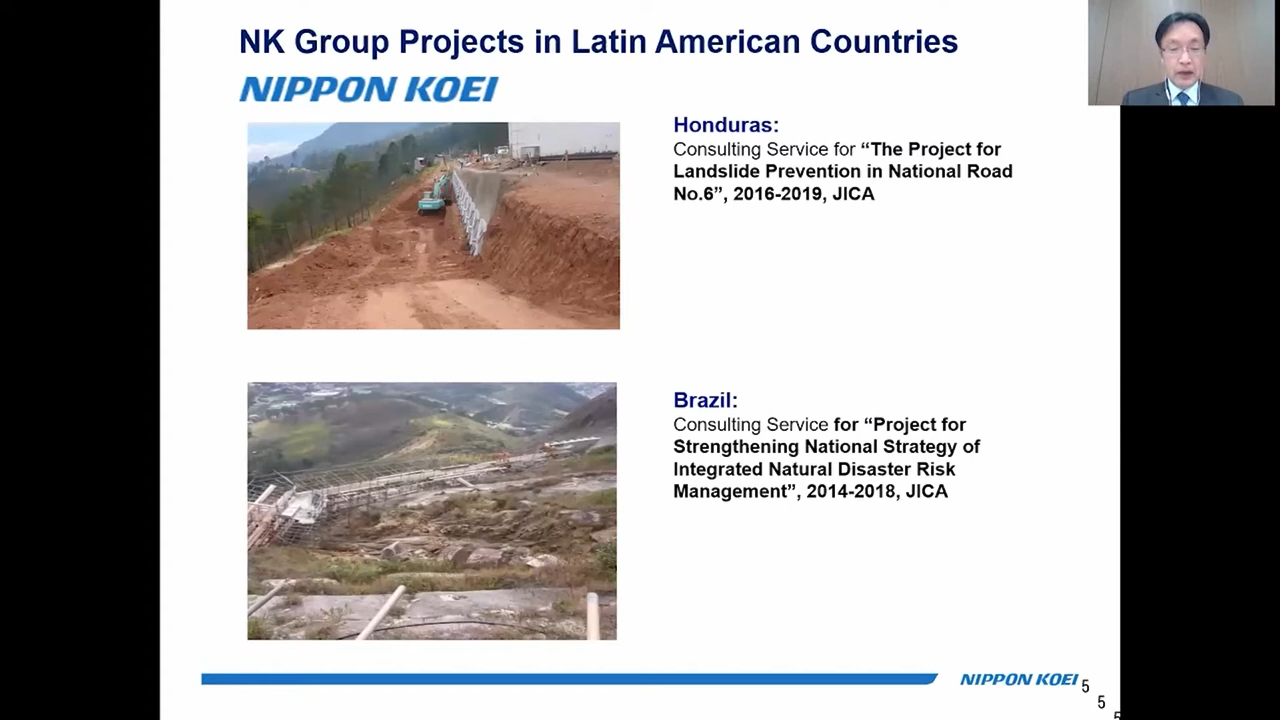 NK Group Projects in Latin American Countries
NIPPON KOEI
Honduras:
Consulting Service for “The Project for
Landslide Prevention in National Road
No.6”, 2016-2019, JICA
Brazil:
Consulting Service for “Project for
Strengthening National Strategy of
Integrated Natural Disaster Risk
Management”, 2014-2018, JICA
NIPPON KOEI 5
5
5